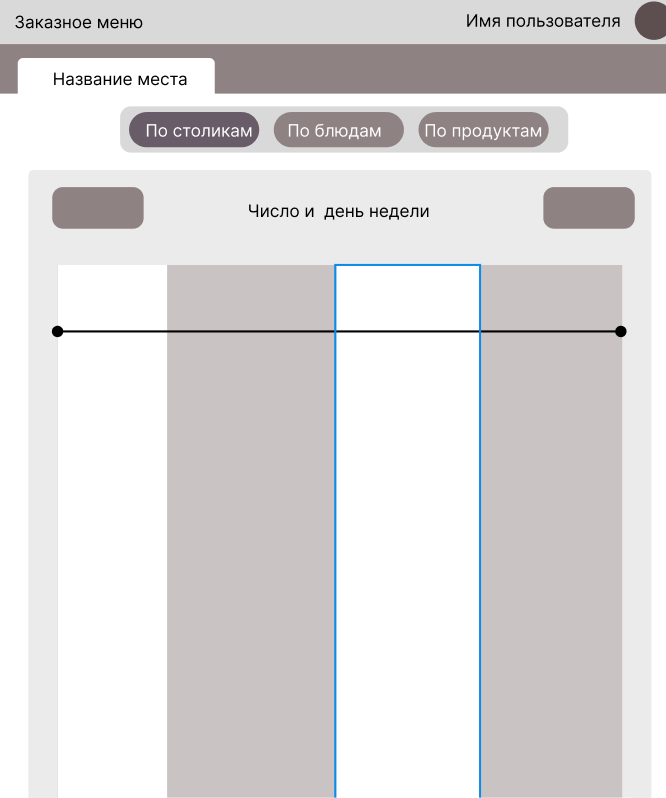 Заказное меню
Имя пользователя
Название места
По столикам
По блюдам
По продуктам
Число и  день недели